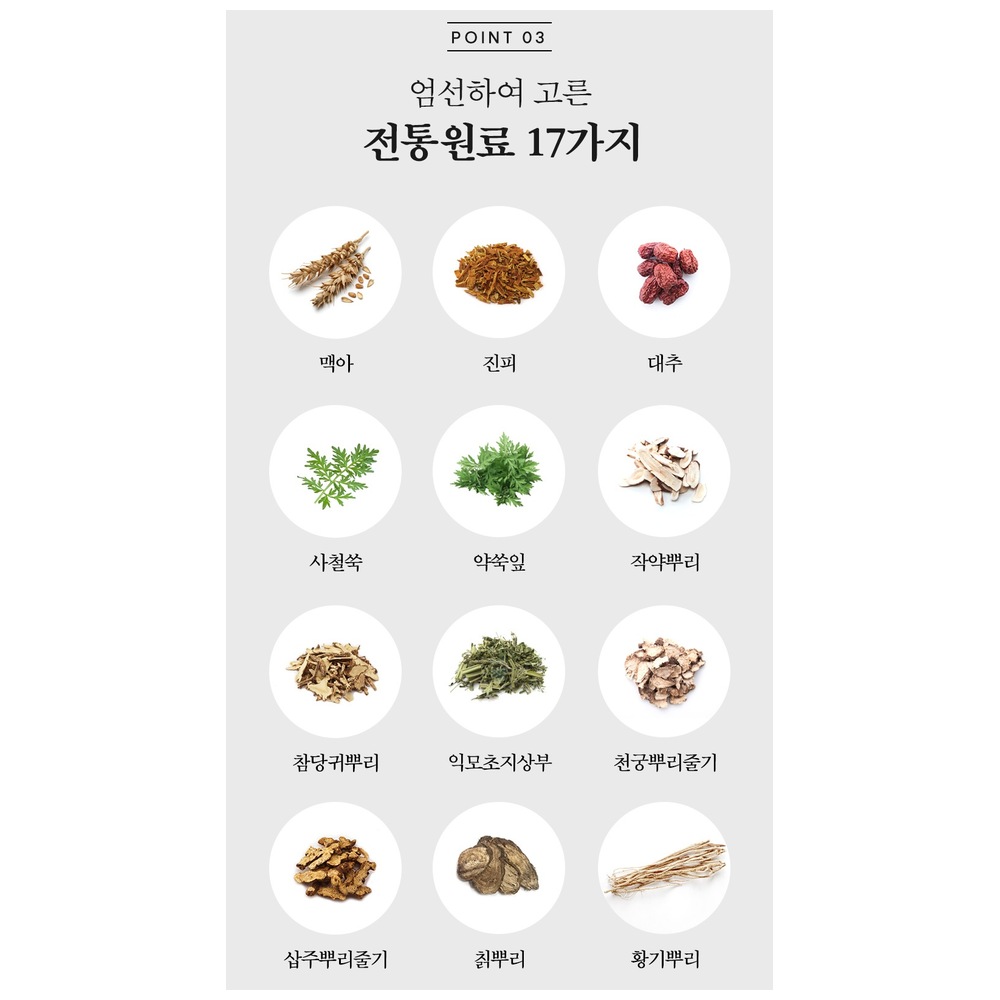 POINT 03
엄선하여 고른
전통원료 17가지
맥아
진피
대추
사철쑥
약쑥잎
작약뿌리
참당귀뿌리
익모초지상부
천궁뿌리줄기
삽주뿌리줄기
칡뿌리
황기뿌리